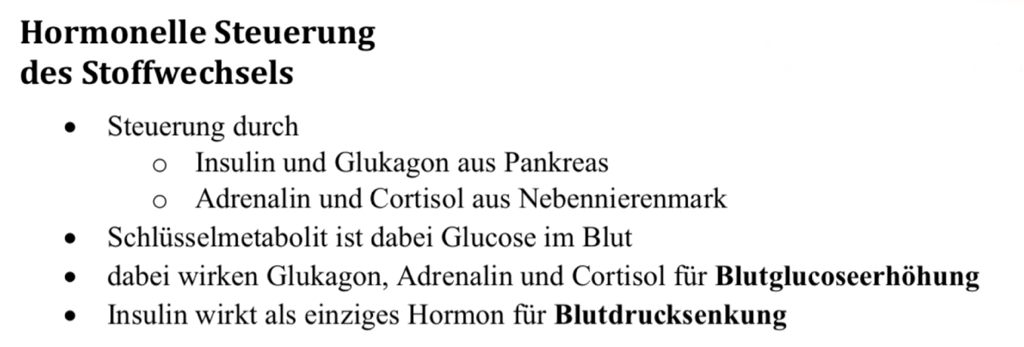 Hormonelle Steuerung
des Stoffwechsels
• Steuerung durch
o Insulin und Glukagon aus Pankreas
o Adrenalin und Cortisol aus Nebennierenmark
• Schlüsselmetabolit ist dabei Glucose im Blut
• dabei wirken Glukagon, Adrenalin und Cortisol für Blutglucoseerhöhung
• Insulin wirkt als einziges Hormon für Blutdrucksenkung